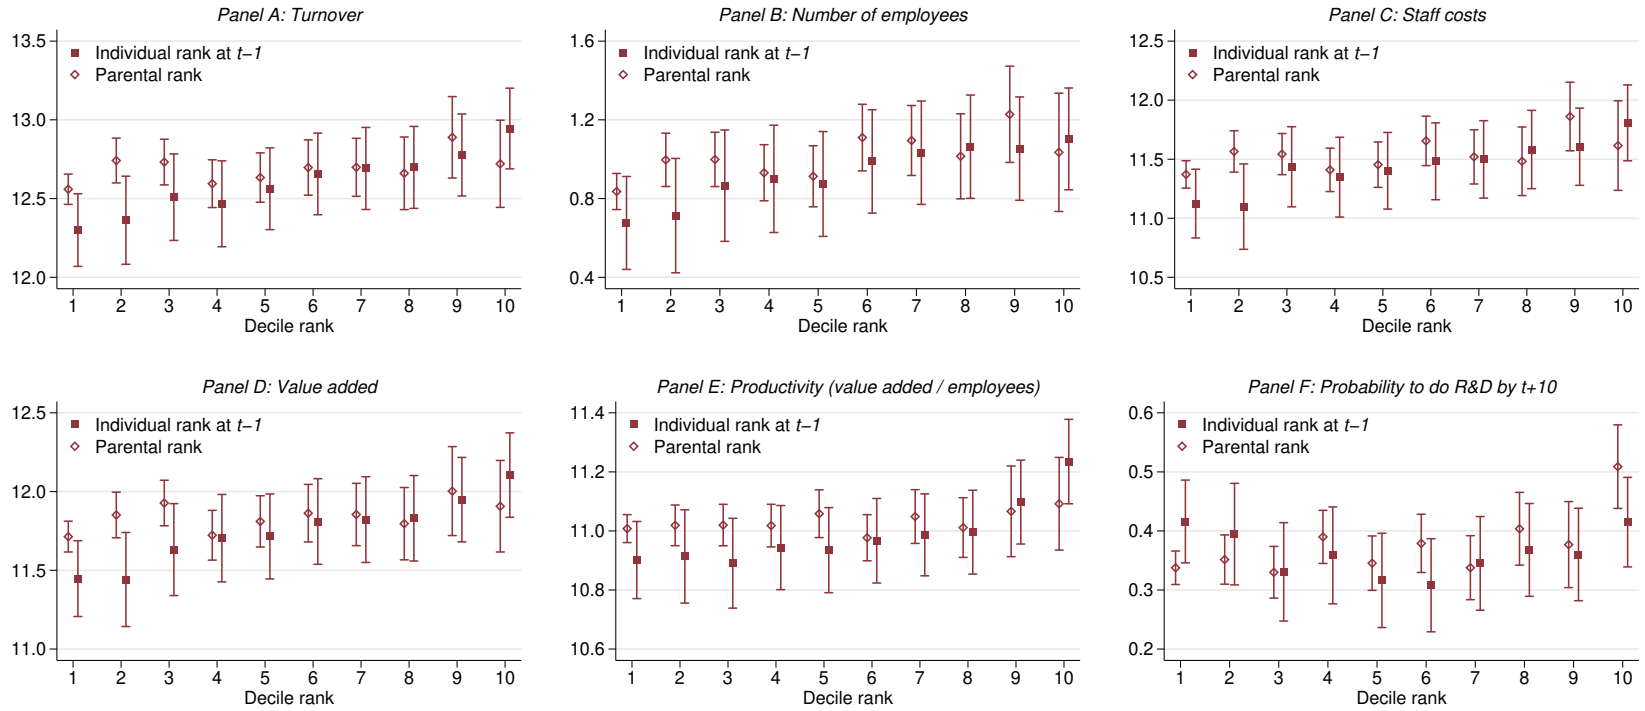 Panel A: Turnover
13.5
13.0
12.5
12.0
Individual rank at t−1
Parental rank
1 2 3 4 5 6 7 8 9 10
Decile rank
Panel B: Number of employees
1.6
1.2
0.8
0.4
Individual rank at t−1
Parental rank
1 2 3 4 5 6 7 8 9 10
Decile rank
Panel C: Staff costs
12.5
12.0
11.5
11.0
10.5
Individual rank at t−1
Parental rank
1 2 3 4 5 6 7 8 9 10
Decile rank
Panel D: Value added
12.5
12.0
11.5
11.0
Individual rank at t−1
Parental rank
1 2 3 4 5 6 7 8 9 10
Decile rank
Panel E: Productivity (value added / employees)
11.4
11.2
11.0
10.8
10.6
Individual rank at t−1
Parental rank
1 2 3 4 5 6 7 8 9 10
Decile rank
Panel F: Probability to do R&D by t+10
0.6
0.5
0.4
0.3
0.2
Individual rank at t−1
Parental rank
1 2 3 4 5 6 7 8 9 10
Decile rank